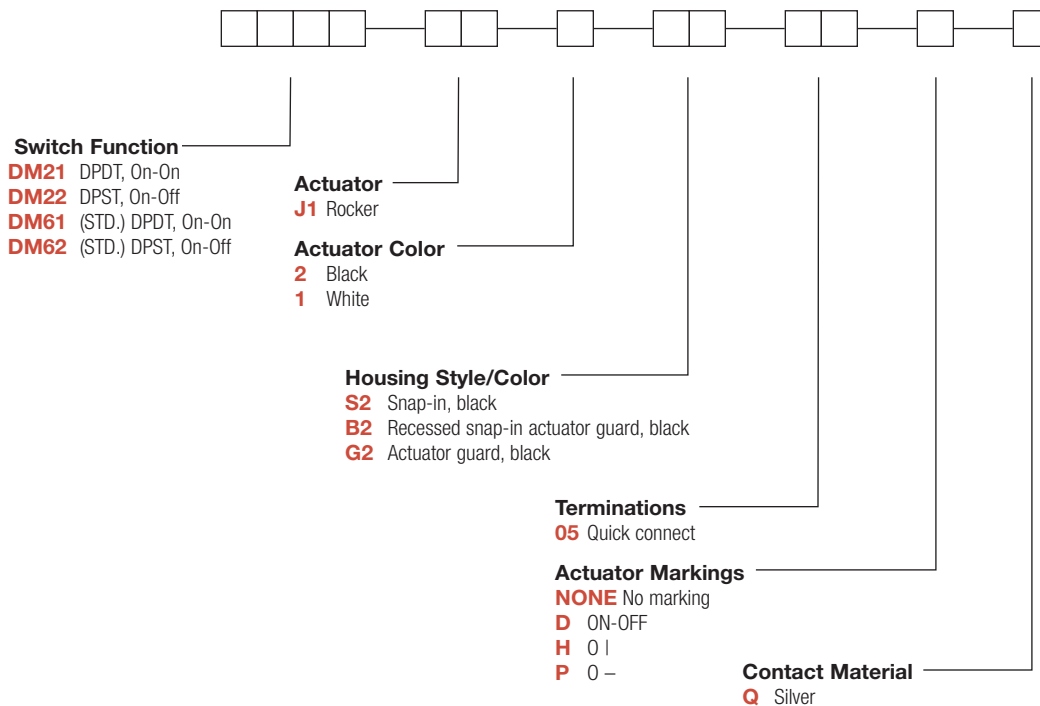 Switch Function
DM21 DPDT, On-On
DM22 DPST, On-Off
DM61 (STD.) DPDT, On-On
DM62 (STD.) DPST, On-Off
Actuator
J1 Rocker
Actuator Color
2 Black
1 White
Housing Style/Color
S2 Snap-in, black
B2 Recessed snap-in actuator guard, black
G2 Actuator guard, black
Terminations
05 Quick connect
Actuator Markings
NONE No marking
D ON-OFF
H O |
P O –
Contact Material
Q Silver